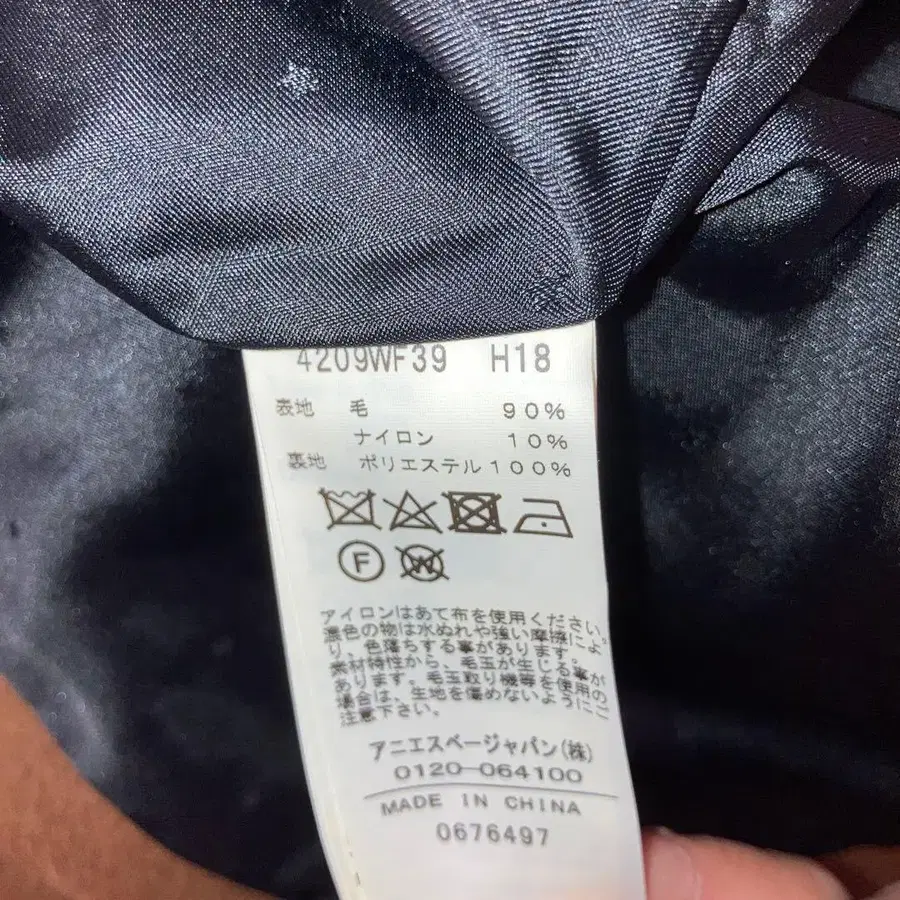 4209WF39 H18
表地 毛 90%
ナイロン 10%
裏地 ポリエステル 100%
F
W
アイロンはあて布を使用ください。
濃色の物は水ぬれや強い摩擦によ
り、色落ちする事があります。
素材特性から、毛玉が生じる事が
あります。毛玉取り機等を使用の
場合は、生地を傷めないようにご
注意下さい。
アニエスベージャパン(株)
0120-064100
MADE IN CHINA
0676497